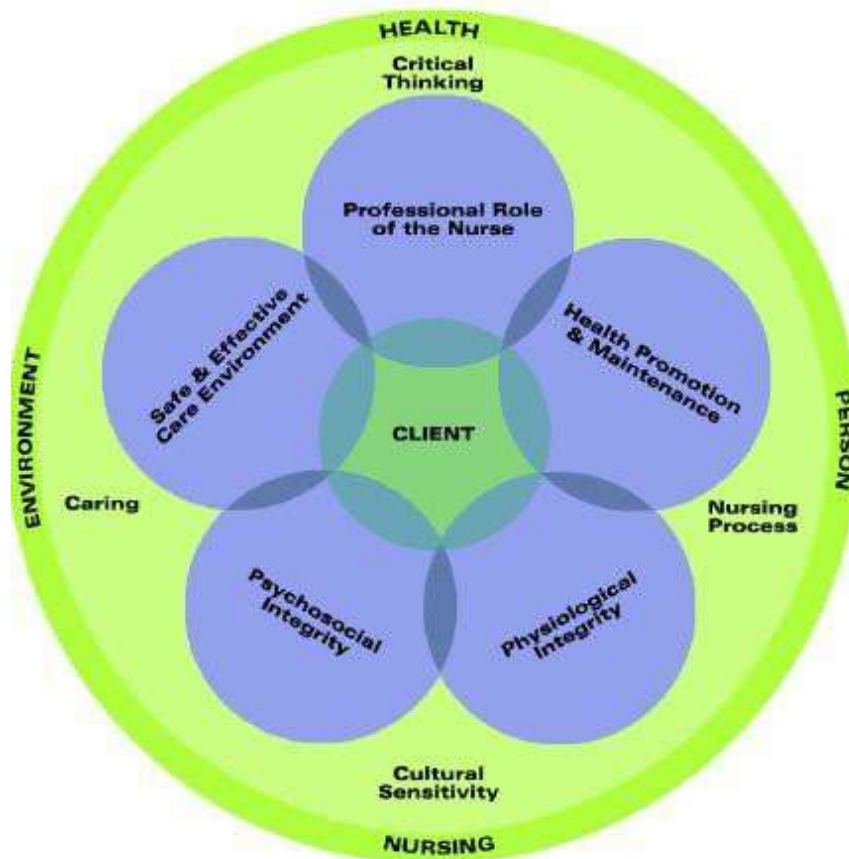 HEALTH
Critical
Thinking
Professional Role
of the Nurse
Safe & Effective
Care Environment
Health Promotion
& Maintenance
ENVIRONMENT
CLIENT
PERSON
Caring
Nursing
Process
Psychosocial
Integrity
Physiological
Integrity
Cultural
Sensitivity
NURSING